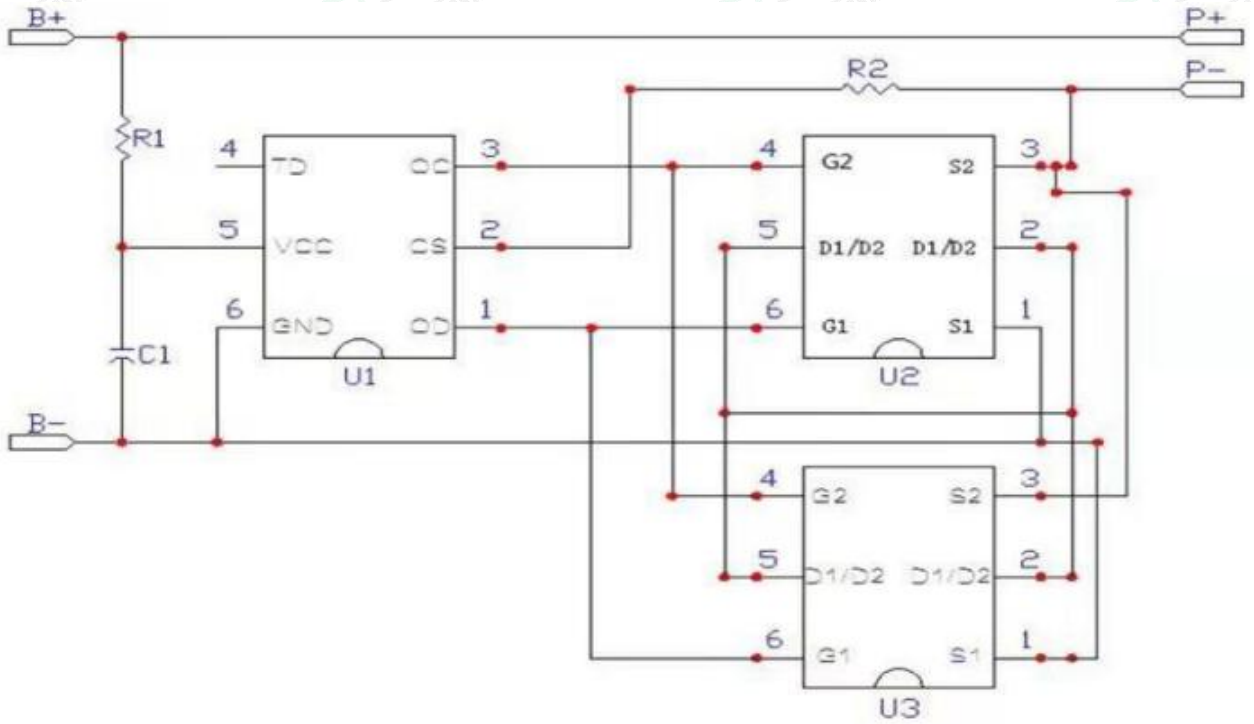 B+ P+
R2 P-
R1
4 TD OC 3 4 G2 S2 3
5 VCC CS 2 5 D1/D2 D1/D2 2
6 GND OD 1 6 G1 S1 1
C1 U1 U2
B-
4 G2 S2 3
5 D1/D2 D1/D2 2
6 G1 S1 1
U3